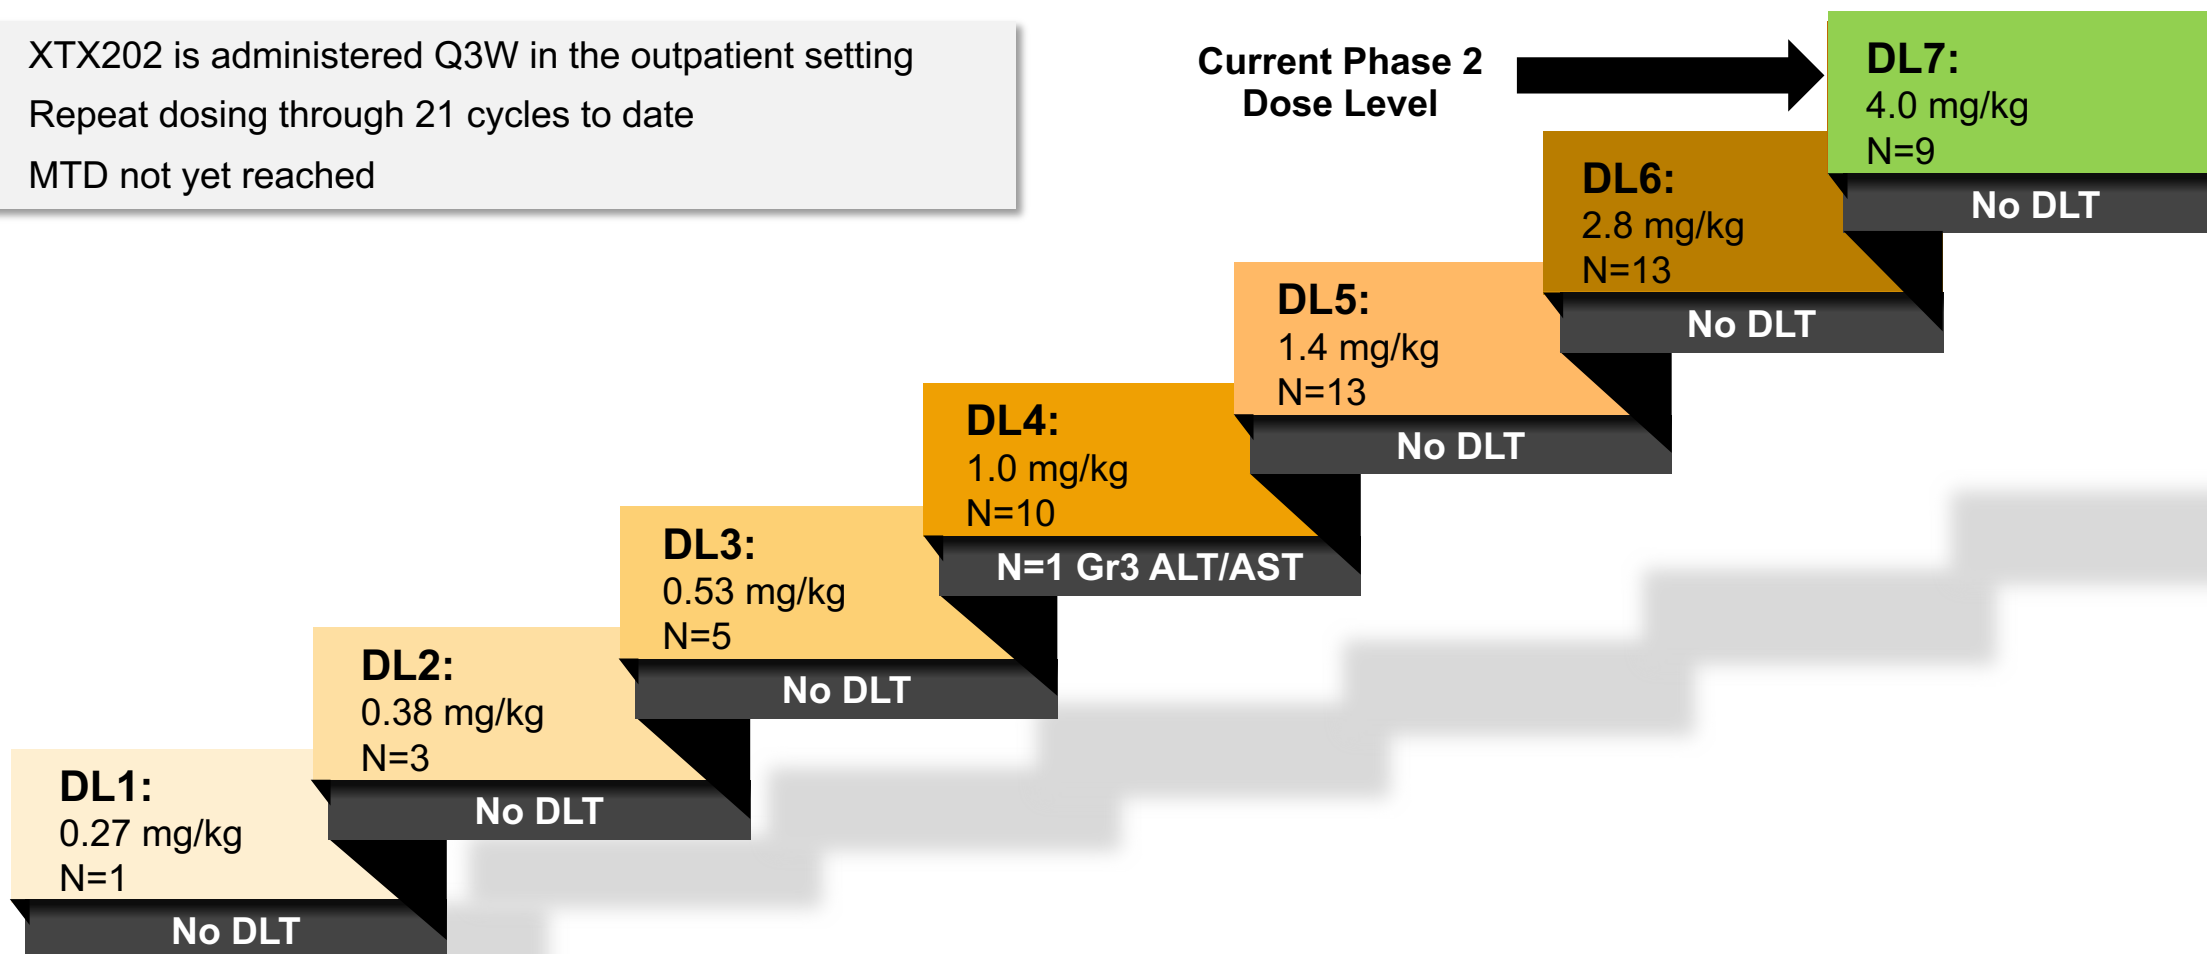 XTX202 is administered Q3W in the outpatient setting
Repeat dosing through 21 cycles to date
MTD not yet reached
Current Phase 2
Dose Level
DL7:
4.0 mg/kg
N=9
No DLT
DL6:
2.8 mg/kg
N=13
No DLT
DL5:
1.4 mg/kg
N=13
No DLT
DL4:
1.0 mg/kg
N=10
N=1 Gr3 ALT/AST
DL3:
0.53 mg/kg
N=5
No DLT
DL2:
0.38 mg/kg
N=3
No DLT
DL1:
0.27 mg/kg
N=1
No DLT